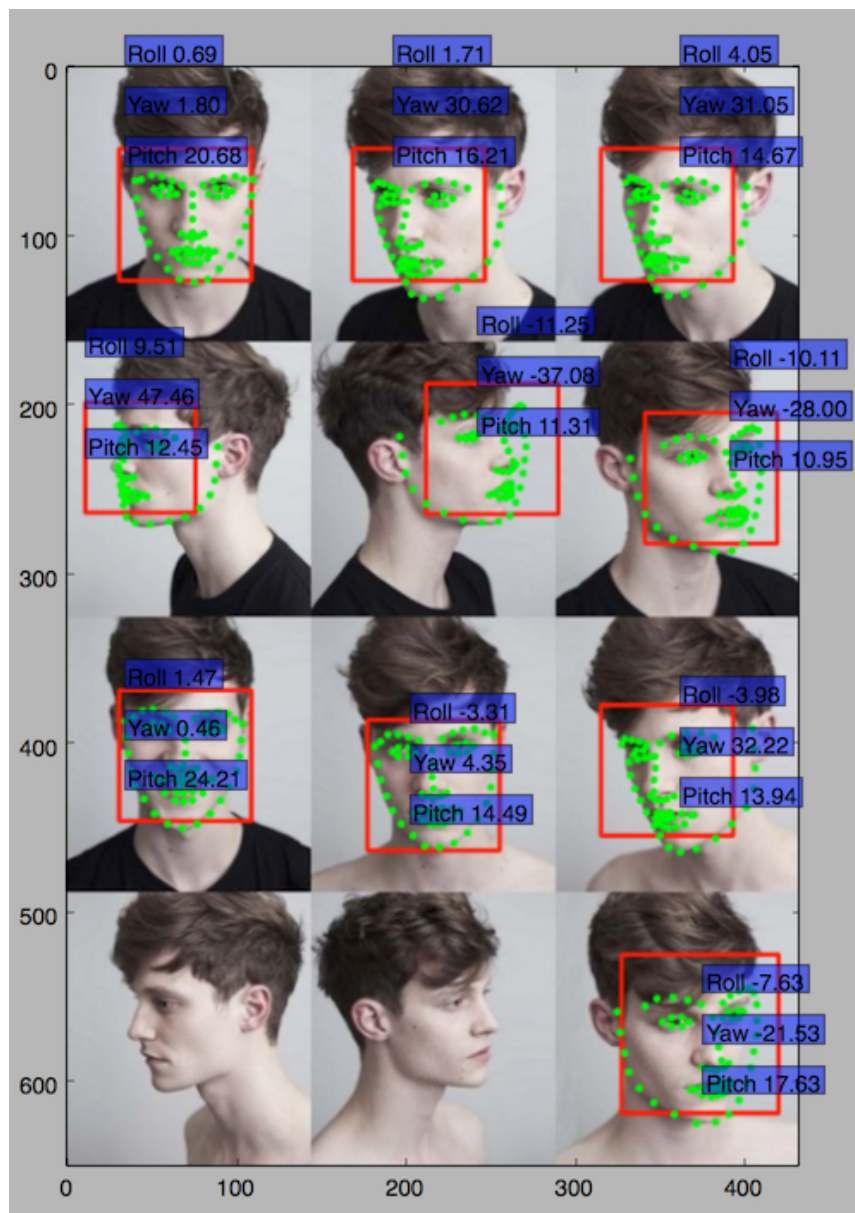 Roll 0.69
Roll 1.71
Roll 4.05
0
Yaw 1.80
Yaw 30.62
Yaw 31.05
Pitch 20.68
Pitch 16.21
Pitch 14.67
100
Roll 9.51
Roll -11.25
Roll -10.11
Yaw 47.46
Yaw -37.08
Yaw -28.00
200
Pitch 12.45
Pitch 11.31
Pitch 10.95
300
Roll 1.47
Roll -3.31
Roll -3.98
Yaw 0.46
Yaw 4.35
Yaw 32.22
400
Pitch 24.21
Pitch 14.49
Pitch 13.94
500
Roll -7.63
Yaw -21.53
Pitch 17.63
600
0
100
200
300
400